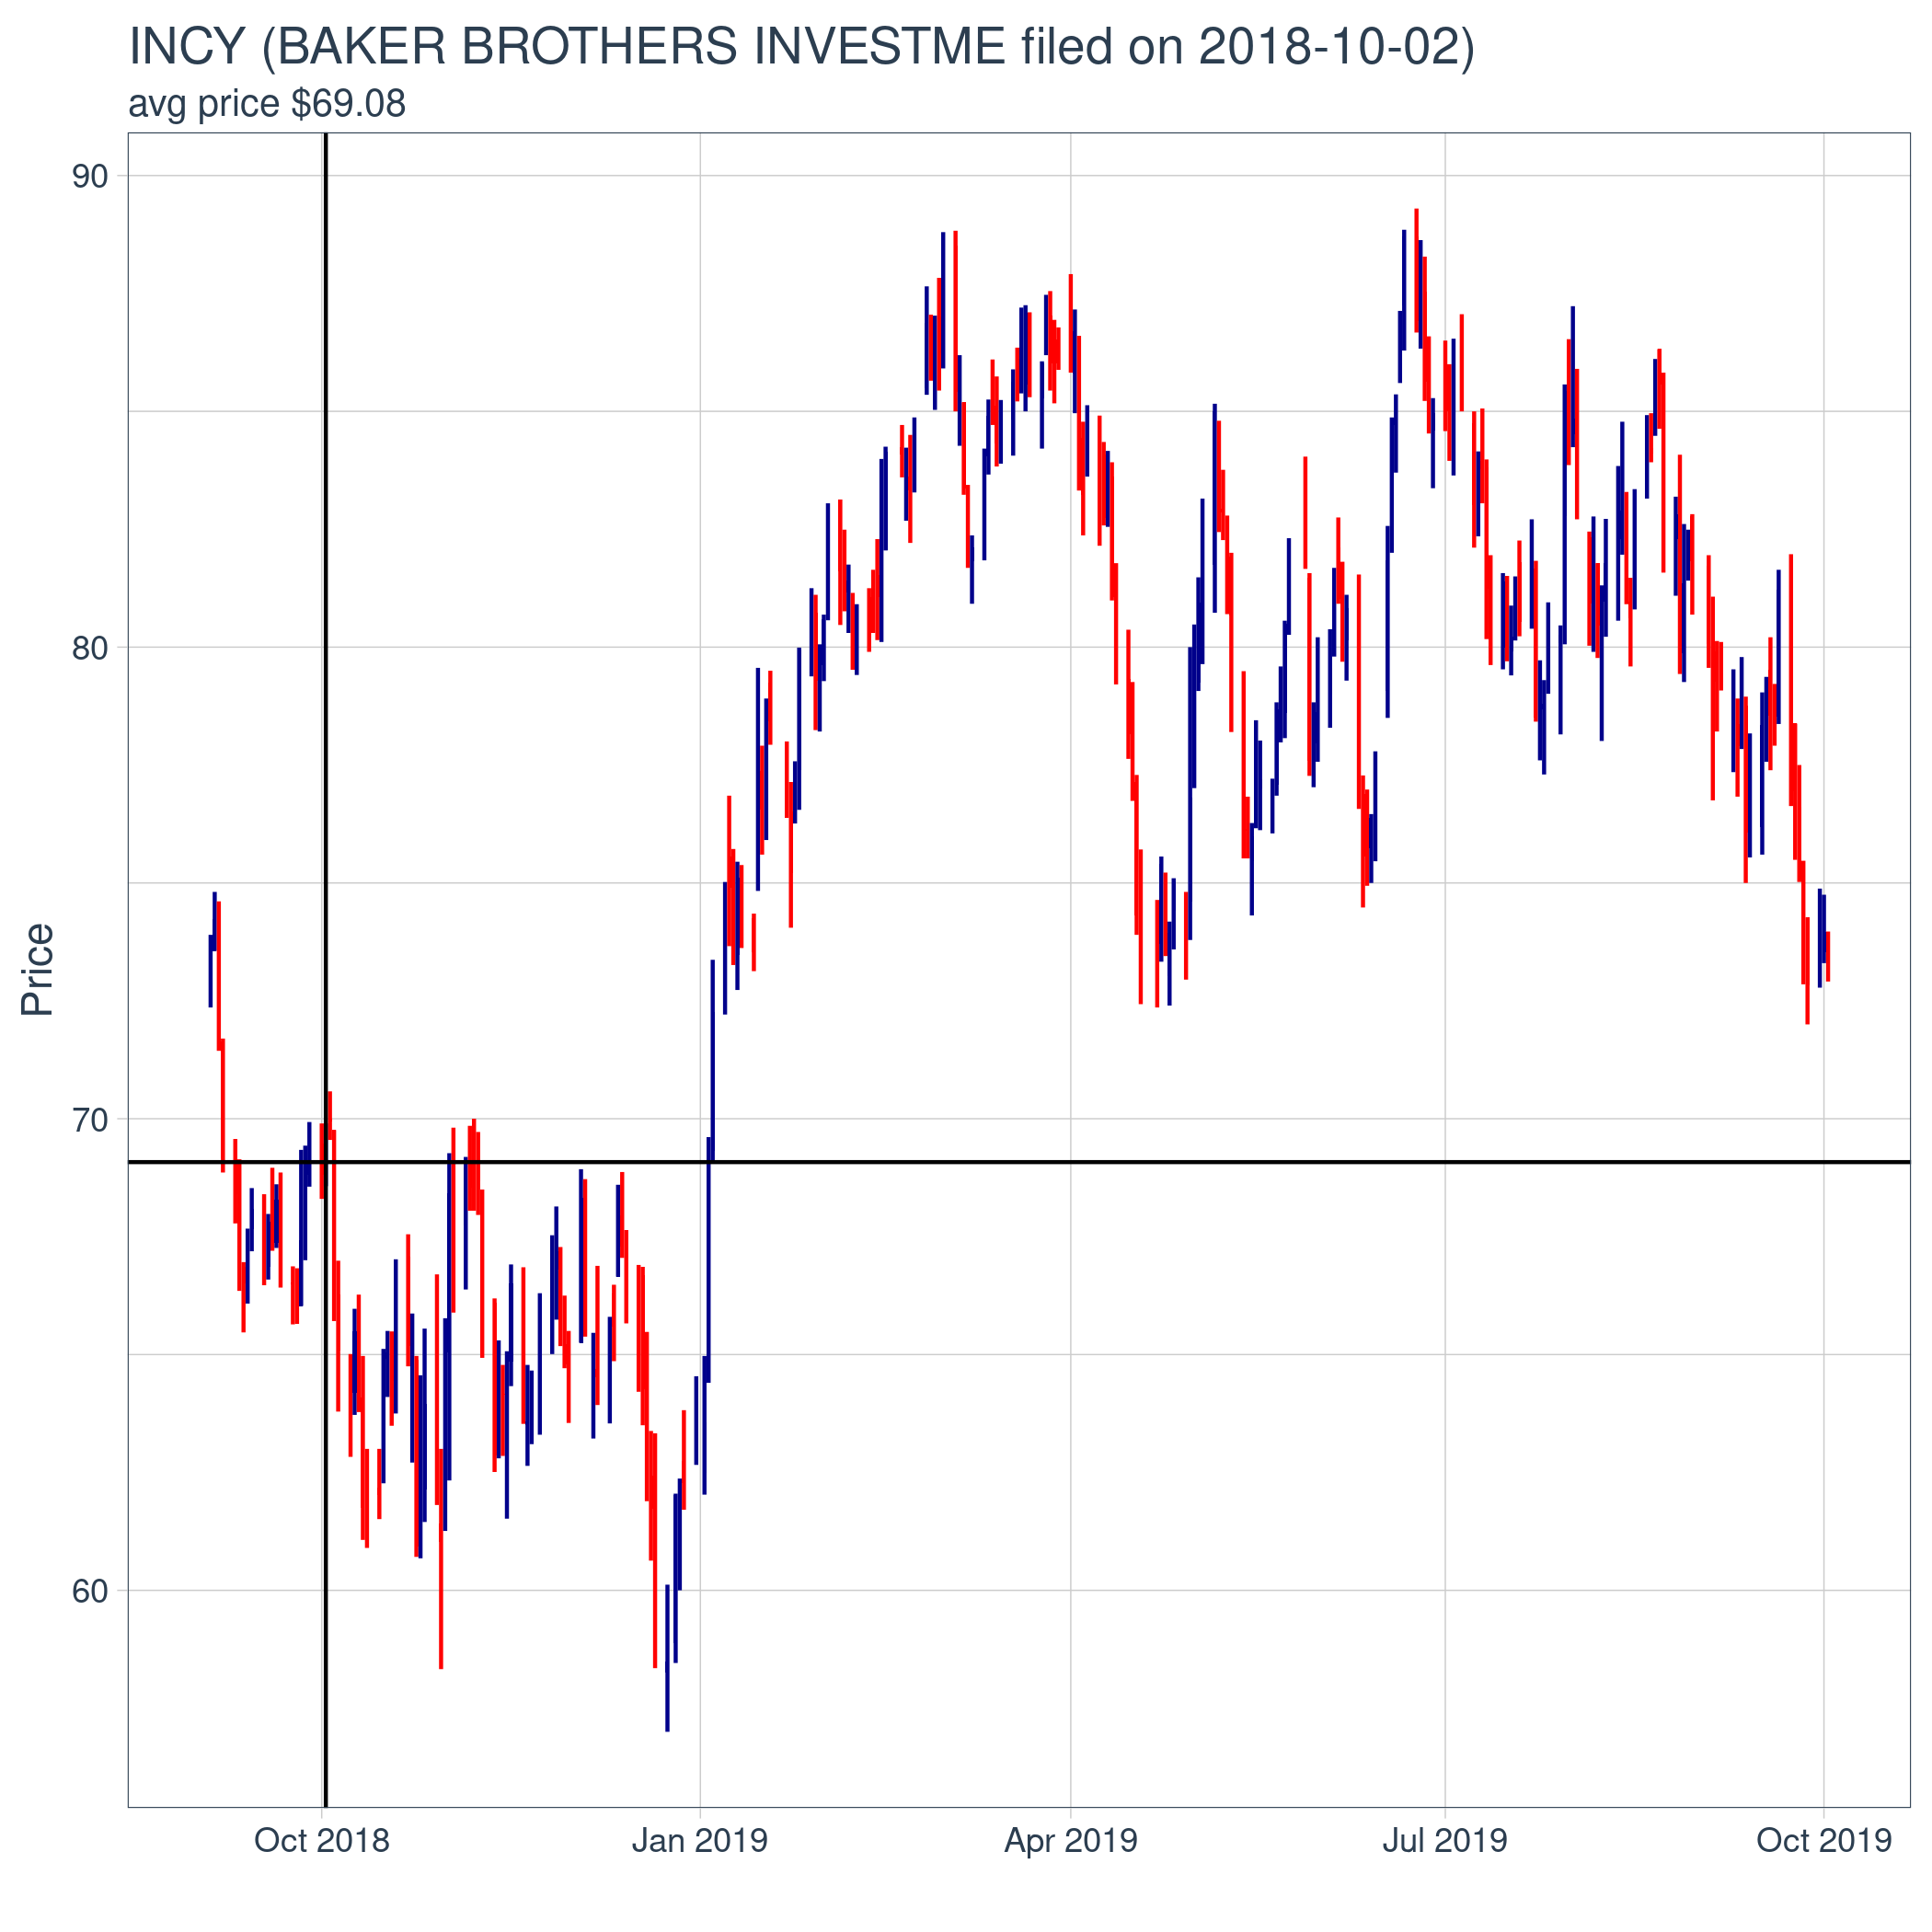 INCY (BAKER BROTHERS INVESTME filed on 2018-10-02)
avg price $69.08
90
80
70
60
Price
Oct 2018 Jan 2019 Apr 2019 Jul 2019 Oct 2019